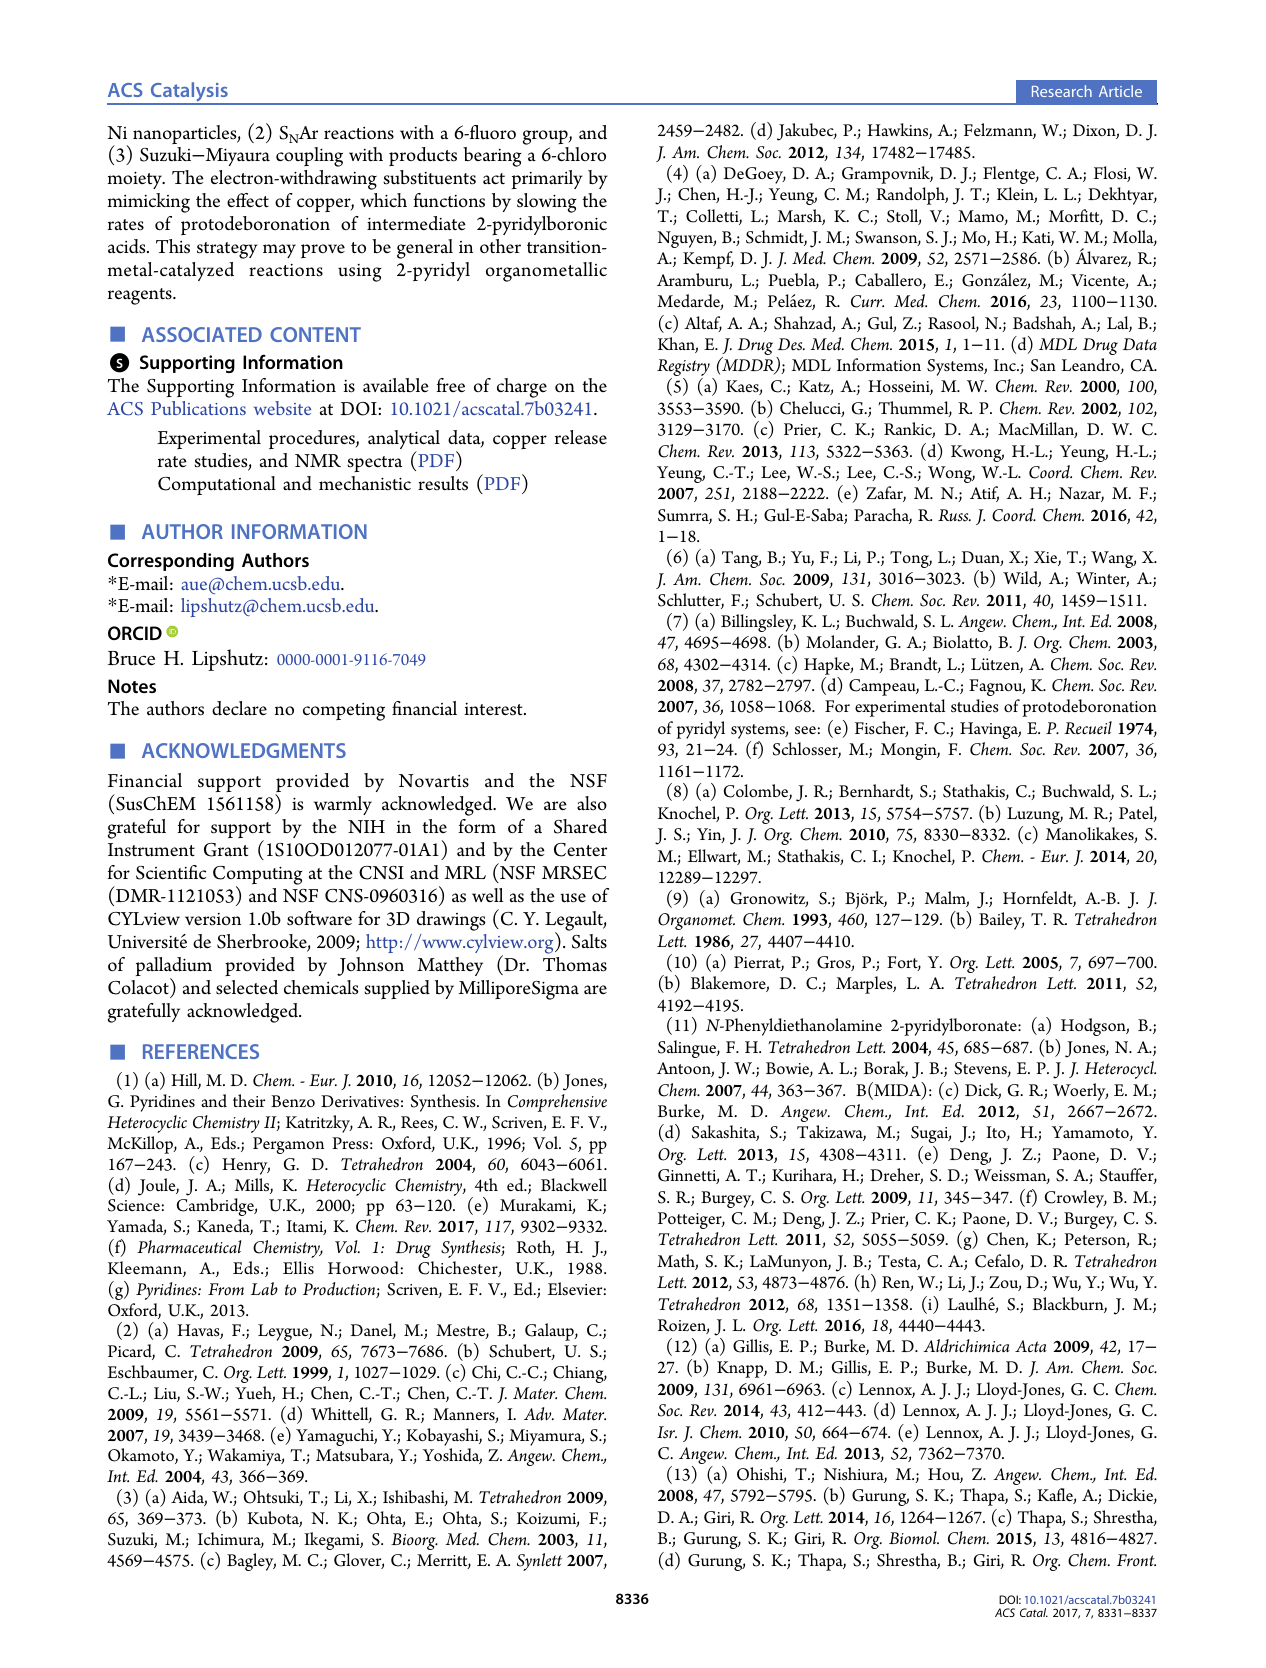 ACS Catalysis
Research Article
Ni nanoparticles, (2) SNAr reactions with a 6-fluoro group, and
(3) Suzuki−Miyaura coupling with products bearing a 6-chloro
moiety. The electron-withdrawing substituents act primarily by
mimicking the effect of copper, which functions by slowing the
rates of protodeboronation of intermediate 2-pyridylboronic
acids. This strategy may prove to be general in other transition-
metal-catalyzed reactions using 2-pyridyl organometallic
reagents.
■ ASSOCIATED CONTENT
S Supporting Information
The Supporting Information is available free of charge on the
ACS Publications website at DOI: 10.1021/acscatal.7b03241.
Experimental procedures, analytical data, copper release
rate studies, and NMR spectra (PDF)
Computational and mechanistic results (PDF)
■ AUTHOR INFORMATION
Corresponding Authors
*E-mail: aue@chem.ucsb.edu.
*E-mail: lipshutz@chem.ucsb.edu.
ORCID iD
Bruce H. Lipshutz: 0000-0001-9116-7049
Notes
The authors declare no competing financial interest.
■ ACKNOWLEDGMENTS
Financial support provided by Novartis and the NSF
(SusChEM 1561158) is warmly acknowledged. We are also
grateful for support by the NIH in the form of a Shared
Instrument Grant (1S10OD012077-01A1) and by the Center
for Scientific Computing at the CNSI and MRL (NSF MRSEC
(DMR-1121053) and NSF CNS-0960316) as well as the use of
CYLview version 1.0b software for 3D drawings (C. Y. Legault,
Université de Sherbrooke, 2009; http://www.cylview.org). Salts
of palladium provided by Johnson Matthey (Dr. Thomas
Colacot) and selected chemicals supplied by MilliporeSigma are
gratefully acknowledged.
■ REFERENCES
(1) (a) Hill, M. D. Chem. - Eur. J. 2010, 16, 12052−12062. (b) Jones,
G. Pyridines and their Benzo Derivatives: Synthesis. In Comprehensive
Heterocyclic Chemistry II; Katritzky, A. R., Rees, C. W., Scriven, E. F. V.,
McKillop, A., Eds.; Pergamon Press: Oxford, U.K., 1996; Vol. 5, pp
167−243. (c) Henry, G. D. Tetrahedron 2004, 60, 6043−6061.
(d) Joule, J. A.; Mills, K. Heterocyclic Chemistry, 4th ed.; Blackwell
Science: Cambridge, U.K., 2000; pp 63−120. (e) Murakami, K.;
Yamada, S.; Kaneda, T.; Itami, K. Chem. Rev. 2017, 117, 9302−9332.
(f) Pharmaceutical Chemistry, Vol. 1: Drug Synthesis; Roth, H. J.,
Kleemann, A., Eds.; Ellis Horwood: Chichester, U.K., 1988.
(g) Pyridines: From Lab to Production; Scriven, E. F. V., Ed.; Elsevier:
Oxford, U.K., 2013.
(2) (a) Havas, F.; Leygue, N.; Danel, M.; Mestre, B.; Galaup, C.;
Picard, C. Tetrahedron 2009, 65, 7673−7686. (b) Schubert, U. S.;
Eschbaumer, C. Org. Lett. 1999, 1, 1027−1029. (c) Chi, C.-C.; Chiang,
C.-L.; Liu, S.-W.; Yueh, H.; Chen, C.-T.; Chen, C.-T. J. Mater. Chem.
2009, 19, 5561−5571. (d) Whittell, G. R.; Manners, I. Adv. Mater.
2007, 19, 3439−3468. (e) Yamaguchi, Y.; Kobayashi, S.; Miyamura, S.;
Okamoto, Y.; Wakamiya, T.; Matsubara, Y.; Yoshida, Z. Angew. Chem.,
Int. Ed. 2004, 43, 366−369.
(3) (a) Aida, W.; Ohtsuki, T.; Li, X.; Ishibashi, M. Tetrahedron 2009,
65, 369−373. (b) Kubota, N. K.; Ohta, E.; Ohta, S.; Koizumi, F.;
Suzuki, M.; Ichimura, M.; Ikegami, S. Bioorg. Med. Chem. 2003, 11,
4569−4575. (c) Bagley, M. C.; Glover, C.; Merritt, E. A. Synlett 2007,
2459−2482. (d) Jakubec, P.; Hawkins, A.; Felzmann, W.; Dixon, D. J.
J. Am. Chem. Soc. 2012, 134, 17482−17485.
(4) (a) DeGoey, D. A.; Grampovnik, D. J.; Flentge, C. A.; Flosi, W.
J.; Chen, H.-J.; Yeung, C. M.; Randolph, J. T.; Klein, L. L.; Dekhtyar,
T.; Colletti, L.; Marsh, K. C.; Stoll, V.; Mamo, M.; Morfitt, D. C.;
Nguyen, B.; Schmidt, J. M.; Swanson, S. J.; Mo, H.; Kati, W. M.; Molla,
A.; Kempf, D. J. J. Med. Chem. 2009, 52, 2571−2586. (b) Álvarez, R.;
Aramburu, L.; Puebla, P.; Caballero, E.; González, M.; Vicente, A.;
Medarde, M.; Peláez, R. Curr. Med. Chem. 2016, 23, 1100−1130.
(c) Altaf, A. A.; Shahzad, A.; Gul, Z.; Rasool, N.; Badshah, A.; Lal, B.;
Khan, E. J. Drug Des. Med. Chem. 2015, 1, 1−11. (d) MDL Drug Data
Registry (MDDR); MDL Information Systems, Inc.; San Leandro, CA.
(5) (a) Kaes, C.; Katz, A.; Hosseini, M. W. Chem. Rev. 2000, 100,
3553−3590. (b) Chelucci, G.; Thummel, R. P. Chem. Rev. 2002, 102,
3129−3170. (c) Prier, C. K.; Rankic, D. A.; MacMillan, D. W. C.
Chem. Rev. 2013, 113, 5322−5363. (d) Kwong, H.-L.; Yeung, H.-L.;
Yeung, C.-T.; Lee, W.-S.; Lee, C.-S.; Wong, W.-L. Coord. Chem. Rev.
2007, 251, 2188−2222. (e) Zafar, M. N.; Atif, A. H.; Nazar, M. F.;
Sumrra, S. H.; Gul-E-Saba; Paracha, R. Russ. J. Coord. Chem. 2016, 42,
1−18.
(6) (a) Tang, B.; Yu, F.; Li, P.; Tong, L.; Duan, X.; Xie, T.; Wang, X.
J. Am. Chem. Soc. 2009, 131, 3016−3023. (b) Wild, A.; Winter, A.;
Schlutter, F.; Schubert, U. S. Chem. Soc. Rev. 2011, 40, 1459−1511.
(7) (a) Billingsley, K. L.; Buchwald, S. L. Angew. Chem., Int. Ed. 2008,
47, 4695−4698. (b) Molander, G. A.; Biolatto, B. J. Org. Chem. 2003,
68, 4302−4314. (c) Hapke, M.; Brandt, L.; Lützen, A. Chem. Soc. Rev.
2008, 37, 2782−2797. (d) Campeau, L.-C.; Fagnou, K. Chem. Soc. Rev.
2007, 36, 1058−1068. For experimental studies of protodeboronation
of pyridyl systems, see: (e) Fischer, F. C.; Havinga, E. P. Recueil 1974,
93, 21−24. (f) Schlosser, M.; Mongin, F. Chem. Soc. Rev. 2007, 36,
1161−1172.
(8) (a) Colombe, J. R.; Bernhardt, S.; Stathakis, C.; Buchwald, S. L.;
Knochel, P. Org. Lett. 2013, 15, 5754−5757. (b) Luzung, M. R.; Patel,
J. S.; Yin, J. J. Org. Chem. 2010, 75, 8330−8332. (c) Manolikakes, S.
M.; Ellwart, M.; Stathakis, C. I.; Knochel, P. Chem. - Eur. J. 2014, 20,
12289−12297.
(9) (a) Gronowitz, S.; Björk, P.; Malm, J.; Hornfeldt, A.-B. J. J.
Organomet. Chem. 1993, 460, 127−129. (b) Bailey, T. R. Tetrahedron
Lett. 1986, 27, 4407−4410.
(10) (a) Pierrat, P.; Gros, P.; Fort, Y. Org. Lett. 2005, 7, 697−700.
(b) Blakemore, D. C.; Marples, L. A. Tetrahedron Lett. 2011, 52,
4192−4195.
(11) N-Phenyldiethanolamine 2-pyridylboronate: (a) Hodgson, B.;
Salingue, F. H. Tetrahedron Lett. 2004, 45, 685−687. (b) Jones, N. A.;
Antoon, J. W.; Bowie, A. L.; Borak, J. B.; Stevens, E. P. J. J. Heterocycl.
Chem. 2007, 44, 363−367. B(MIDA): (c) Dick, G. R.; Woerly, E. M.;
Burke, M. D. Angew. Chem., Int. Ed. 2012, 51, 2667−2672.
(d) Sakashita, S.; Takizawa, M.; Sugai, J.; Ito, H.; Yamamoto, Y.
Org. Lett. 2013, 15, 4308−4311. (e) Deng, J. Z.; Paone, D. V.;
Ginnetti, A. T.; Kurihara, H.; Dreher, S. D.; Weissman, S. A.; Stauffer,
S. R.; Burgey, C. S. Org. Lett. 2009, 11, 345−347. (f) Crowley, B. M.;
Potteiger, C. M.; Deng, J. Z.; Prier, C. K.; Paone, D. V.; Burgey, C. S.
Tetrahedron Lett. 2011, 52, 5055−5059. (g) Chen, K.; Peterson, R.;
Math, S. K.; LaMunyon, J. B.; Testa, C. A.; Cefalo, D. R. Tetrahedron
Lett. 2012, 53, 4873−4876. (h) Ren, W.; Li, J.; Zou, D.; Wu, Y.; Wu, Y.
Tetrahedron 2012, 68, 1351−1358. (i) Laulhé, S.; Blackburn, J. M.;
Roizen, J. L. Org. Lett. 2016, 18, 4440−4443.
(12) (a) Gillis, E. P.; Burke, M. D. Aldrichimica Acta 2009, 42, 17−
27. (b) Knapp, D. M.; Gillis, E. P.; Burke, M. D. J. Am. Chem. Soc.
2009, 131, 6961−6963. (c) Lennox, A. J. J.; Lloyd-Jones, G. C. Chem.
Soc. Rev. 2014, 43, 412−443. (d) Lennox, A. J. J.; Lloyd-Jones, G. C.
Isr. J. Chem. 2010, 50, 664−674. (e) Lennox, A. J. J.; Lloyd-Jones, G.
C. Angew. Chem., Int. Ed. 2013, 52, 7362−7370.
(13) (a) Ohishi, T.; Nishiura, M.; Hou, Z. Angew. Chem., Int. Ed.
2008, 47, 5792−5795. (b) Gurung, S. K.; Thapa, S.; Kafle, A.; Dickie,
D. A.; Giri, R. Org. Lett. 2014, 16, 1264−1267. (c) Thapa, S.; Shrestha,
B.; Gurung, S. K.; Giri, R. Org. Biomol. Chem. 2015, 13, 4816−4827.
(d) Gurung, S. K.; Thapa, S.; Shrestha, B.; Giri, R. Org. Chem. Front.
8336
DOI: 10.1021/acscatal.7b03241
ACS Catal. 2017, 7, 8331−8337